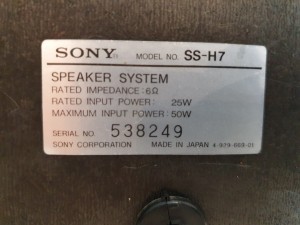 SONY MODEL NO. SS-H7
SPEAKER SYSTEM
RATED IMPEDANCE: 6Ω
RATED INPUT POWER: 25W
MAXIMUM INPUT POWER: 50W
SERIAL NO. 538249
SONY CORPORATION MADE IN JAPAN